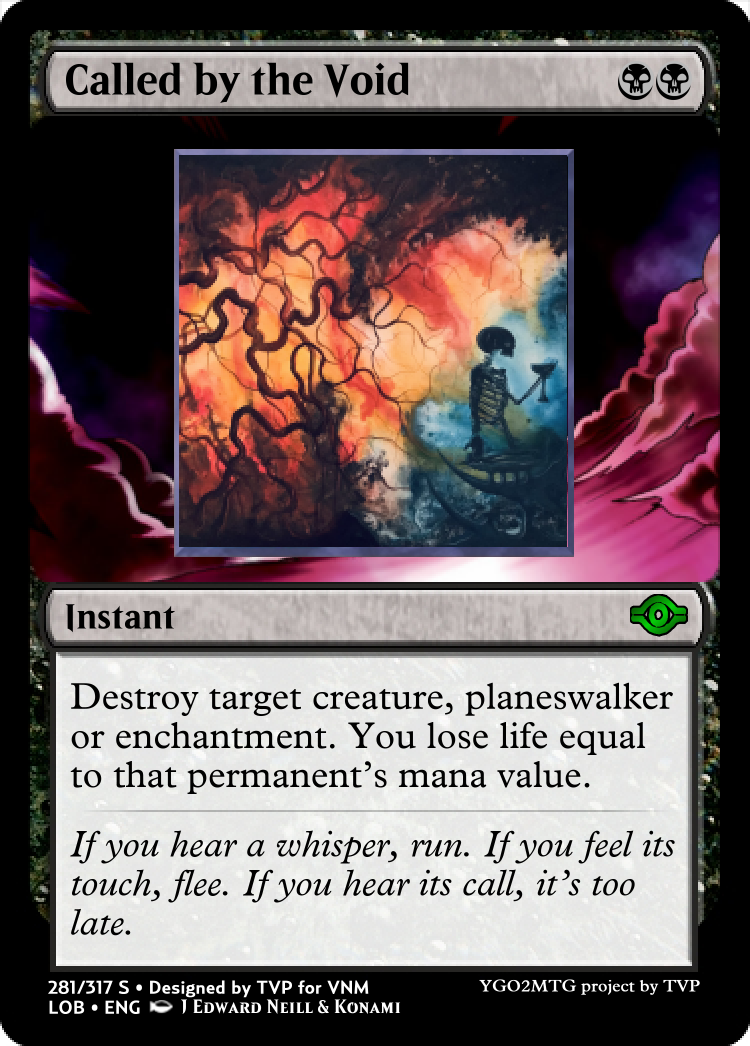 Called by the Void
Instant
Destroy target creature, planeswalker
or enchantment. You lose life equal
to that permanent's mana value.
If you hear a whisper, run. If you feel its
touch, flee. If you hear its call, it's too
late.
281/317 S • Designed by TVP for VNM
YGO2MTG project by TVP
LOB • ENG J EDWARD NEILL & KONAMI